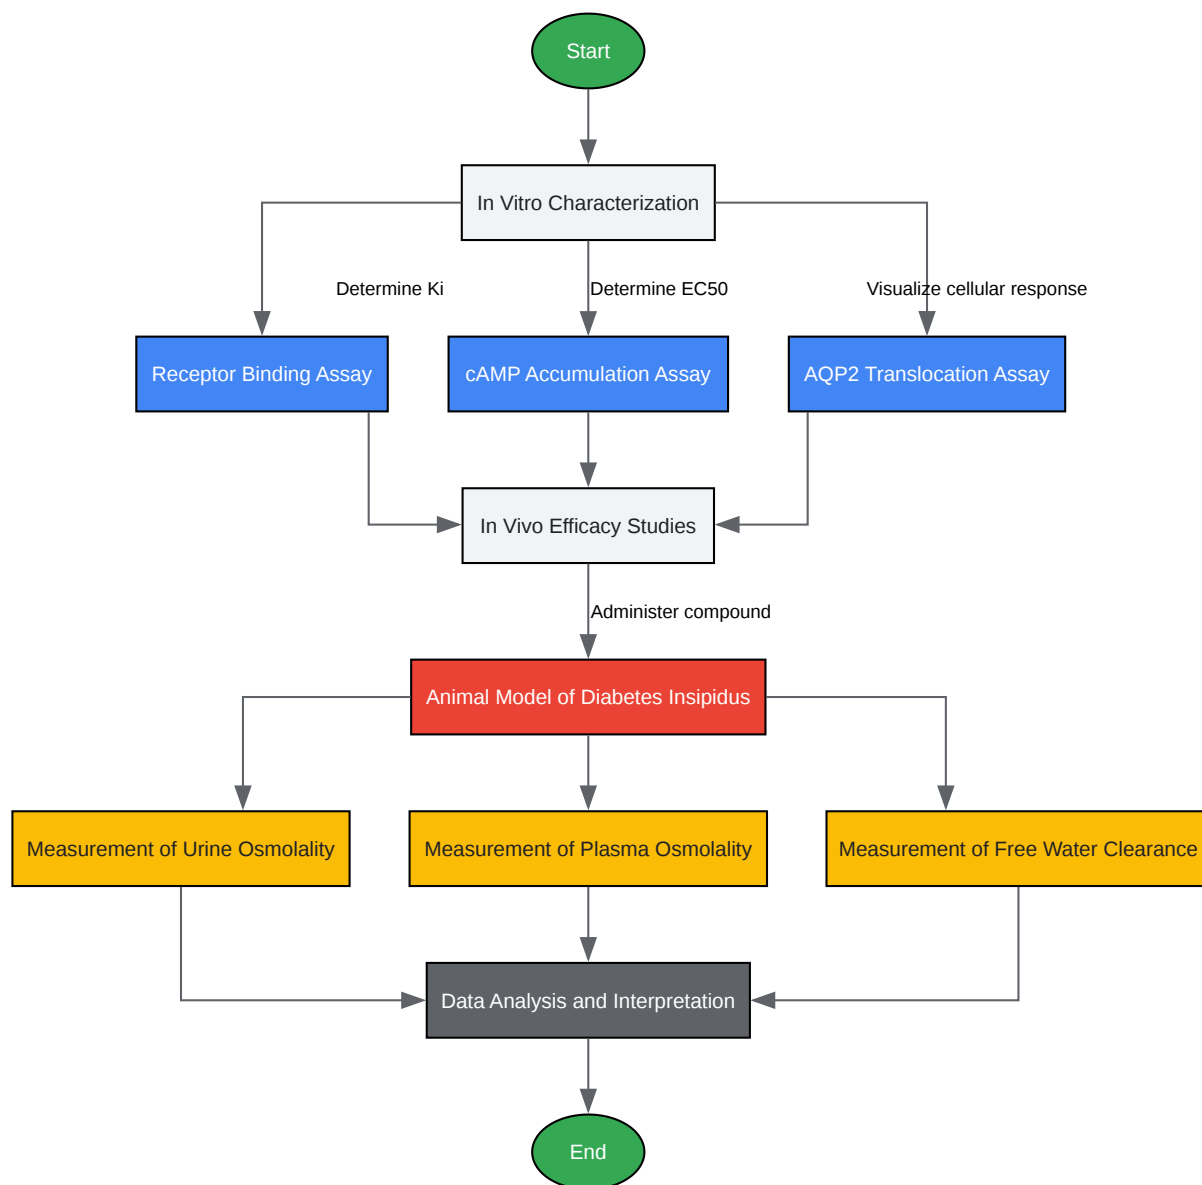 Start
In Vitro Characterization
Determine Ki
Determine EC50
Visualize cellular response
Receptor Binding Assay
cAMP Accumulation Assay
AQP2 Translocation Assay
In Vivo Efficacy Studies
Administer compound
Animal Model of Diabetes Insipidus
Measurement of Urine Osmolality
Measurement of Plasma Osmolality
Measurement of Free Water Clearance
Data Analysis and Interpretation
End